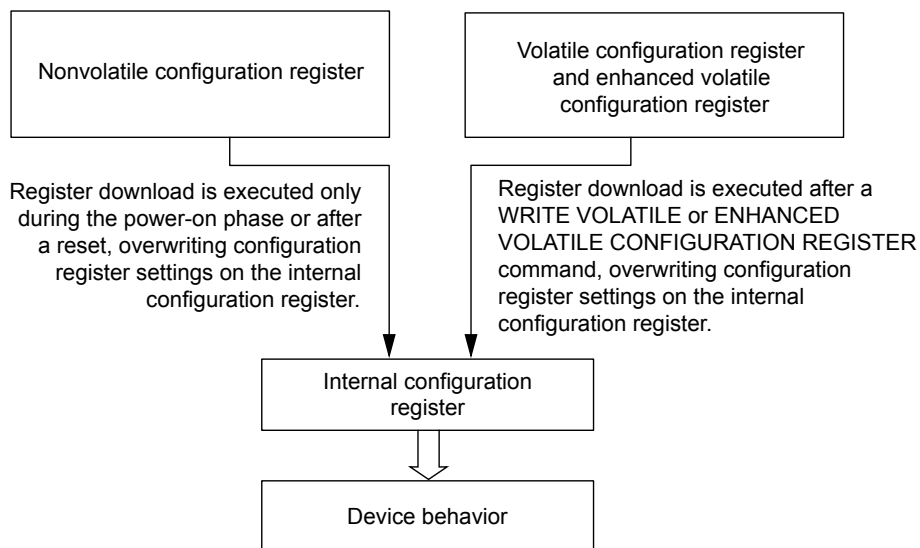 Nonvolatile configuration register
Volatile configuration register
and enhanced volatile
configuration register
Register download is executed only
during the power-on phase or after
a reset, overwriting configuration
register settings on the internal
configuration register.
Register download is executed after a
WRITE VOLATILE or ENHANCED
VOLATILE CONFIGURATION REGISTER
command, overwriting configuration
register settings on the internal
configuration register.
Internal configuration
register
Device behavior